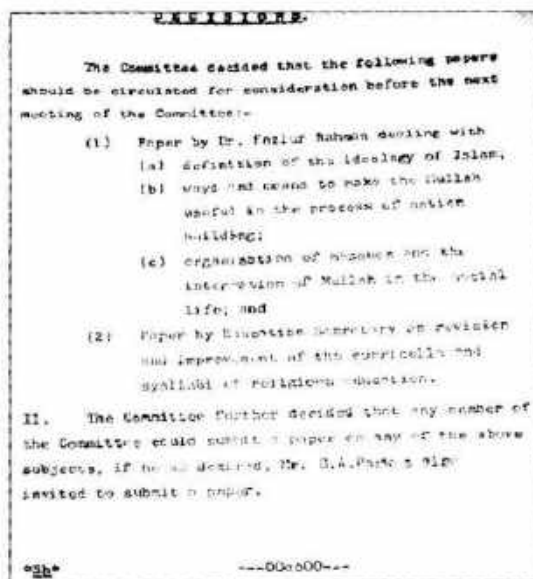 DECISIONS.
The Committee decided that the following papers
should be circulated for consideration before the next
meeting of the Committee:-
(1) Paper by Dr. Fazlur Rahman dealing with
(a) definition of the ideology of Islam;
(b) ways and means to make the Mullah
useful in the process of nation
building;
(c) organisation of and the
of Mullah in the social
life; and
(2) Paper by Education Secretary on revision
and improvement of the curricula and
syllabi of religious education.
II. The Committee further decided that any member of
the Committee could submit a paper on any of the above
subjects, if he so desired. Mr. also
invited to submit a paper.
*Sb* ---00o000---